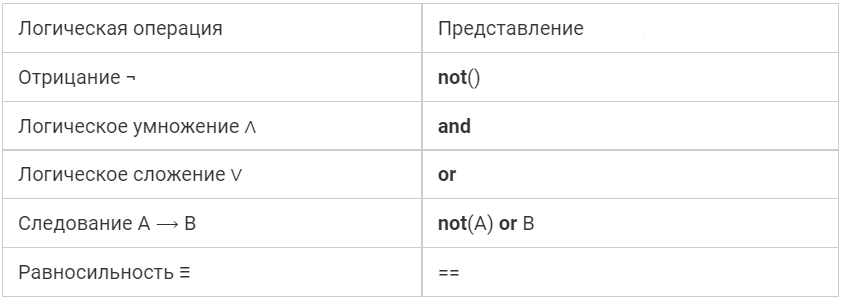 Логическая операция Представление
Отрицание ¬ not()
Логическое умножение ∧ and
Логическое сложение ∨ or
Следование A ⟶ B not(A) or B
Равносильность ≡ ==